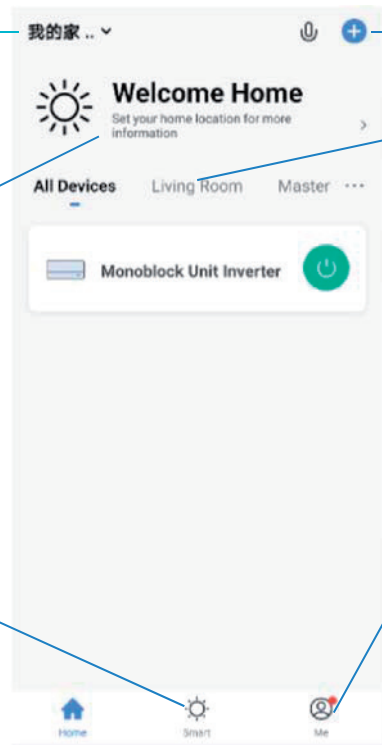 我的家 ..
Welcome Home
Set your home location for more
information
All Devices Living Room Master ...
Monoblock Unit Inverter
Home Smart Me